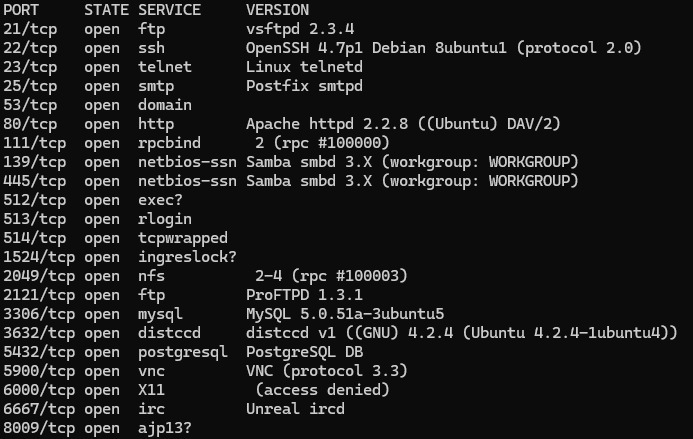 PORT     STATE SERVICE     VERSION
21/tcp   open  ftp         vsftpd 2.3.4
22/tcp   open  ssh         OpenSSH 4.7p1 Debian 8ubuntu1 (protocol 2.0)
23/tcp   open  telnet      Linux telnetd
25/tcp   open  smtp        Postfix smtpd
53/tcp   open  domain
80/tcp   open  http        Apache httpd 2.2.8 ((Ubuntu) DAV/2)
111/tcp  open  rpcbind      2 (rpc #100000)
139/tcp  open  netbios-ssn Samba smbd 3.X (workgroup: WORKGROUP)
445/tcp  open  netbios-ssn Samba smbd 3.X (workgroup: WORKGROUP)
512/tcp  open  exec?
513/tcp  open  rlogin
514/tcp  open  tcpwrapped
1524/tcp open  ingreslock?
2049/tcp open  nfs          2-4 (rpc #100003)
2121/tcp open  ftp         ProFTPD 1.3.1
3306/tcp open  mysql       MySQL 5.0.51a-3ubuntu5
3632/tcp open  distccd     distccd v1 ((GNU) 4.2.4 (Ubuntu 4.2.4-1ubuntu4))
5432/tcp open  postgresql  PostgreSQL DB
5900/tcp open  vnc         VNC (protocol 3.3)
6000/tcp open  X11          (access denied)
6667/tcp open  irc         Unreal ircd
8009/tcp open  ajp13?